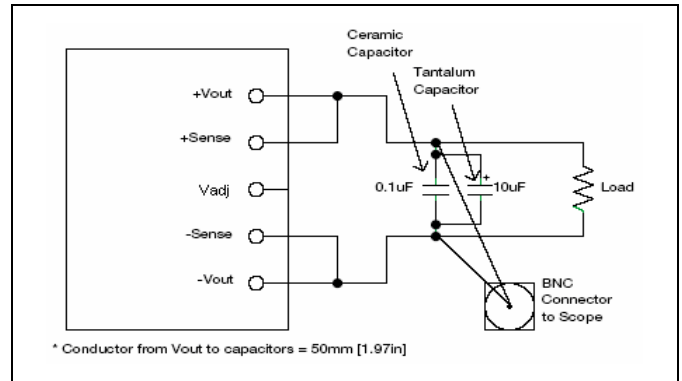 Ceramic
Capacitor
Tantalum
Capacitor
+Vout
+Sense
Vadj
-Sense
-Vout
0.1uF
+
10uF
Load
BNC
Connector
to Scope
* Conductor from Vout to capacitors = 50mm [1.97in]